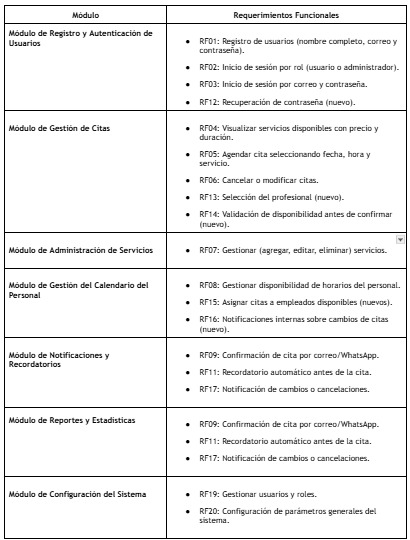 Módulo
Requerimientos Funcionales
Módulo de Registro y Autenticación de
Usuarios
● RF01: Registro de usuarios (nombre completo, correo y
contraseña).
● RF02: Inicio de sesión por rol (usuario o administrador).
● RF03: Inicio de sesión por correo y contraseña.
● RF12: Recuperación de contraseña (nuevo).
Módulo de Gestión de Citas
● RF04: Visualizar servicios disponibles con precio y
duración.
● RF05: Agendar cita seleccionando fecha, hora y
servicio.
● RF06: Cancelar o modificar citas.
● RF13: Selección del profesional (nuevo).
● RF14: Validación de disponibilidad antes de confirmar
(nuevo).
Módulo de Administración de Servicios
● RF07: Gestionar (agregar, editar, eliminar) servicios.
Módulo de Gestión del Calendario del
Personal
● RF08: Gestionar disponibilidad de horarios del personal.
● RF15: Asignar citas a empleados disponibles (nuevos).
● RF16: Notificaciones internas sobre cambios de citas
(nuevo).
Módulo de Notificaciones y
Recordatorios
● RF09: Confirmación de cita por correo/WhatsApp.
● RF11: Recordatorio automático antes de la cita.
● RF17: Notificación de cambios o cancelaciones.
Módulo de Reportes y Estadísticas
● RF09: Confirmación de cita por correo/WhatsApp.
● RF11: Recordatorio automático antes de la cita.
● RF17: Notificación de cambios o cancelaciones.
Módulo de Configuración del Sistema
● RF19: Gestionar usuarios y roles.
● RF20: Configuración de parámetros generales del
sistema.